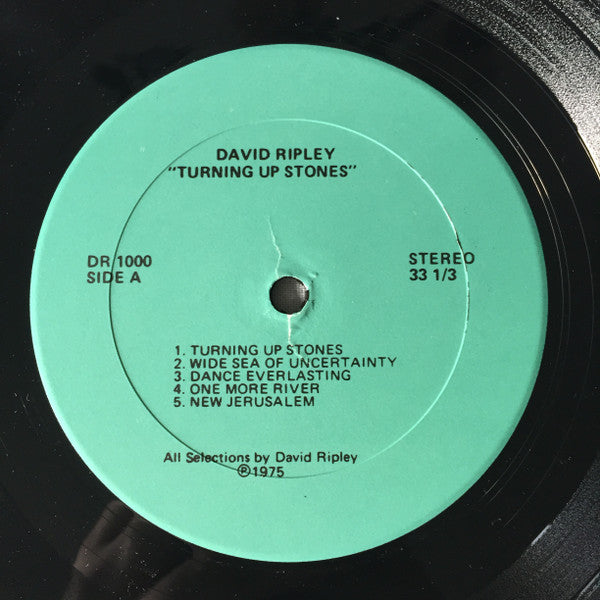 DAVID RIPLEY
"TURNING UP STONES"
DR 1000
SIDE A
STEREO
33 1/3
1. TURNING UP STONES
2. WIDE SEA OF UNCERTAINTY
3. DANCE EVERLASTING
4. ONE MORE RIVER
5. NEW JERUSALEM
All Selections by David Ripley
℗1975